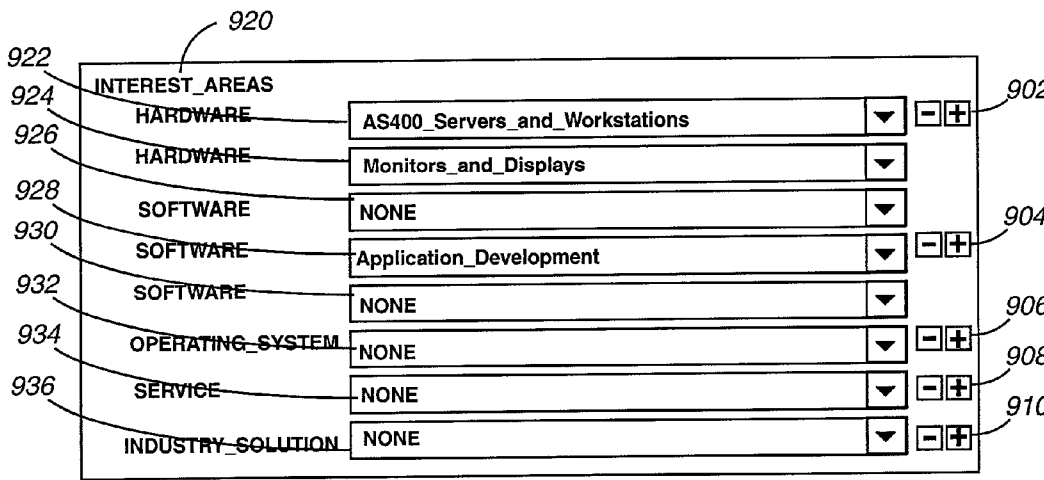 920
922
INTEREST_AREAS
924
902
HARDWARE AS400_Servers_and_Workstations - +
926
HARDWARE Monitors_and_Displays
928
SOFTWARE NONE
930
904
SOFTWARE Application_Development - +
932
SOFTWARE NONE
906
934
OPERATING_SYSTEM NONE - +
908
936
SERVICE NONE - +
910
INDUSTRY_SOLUTION NONE - +